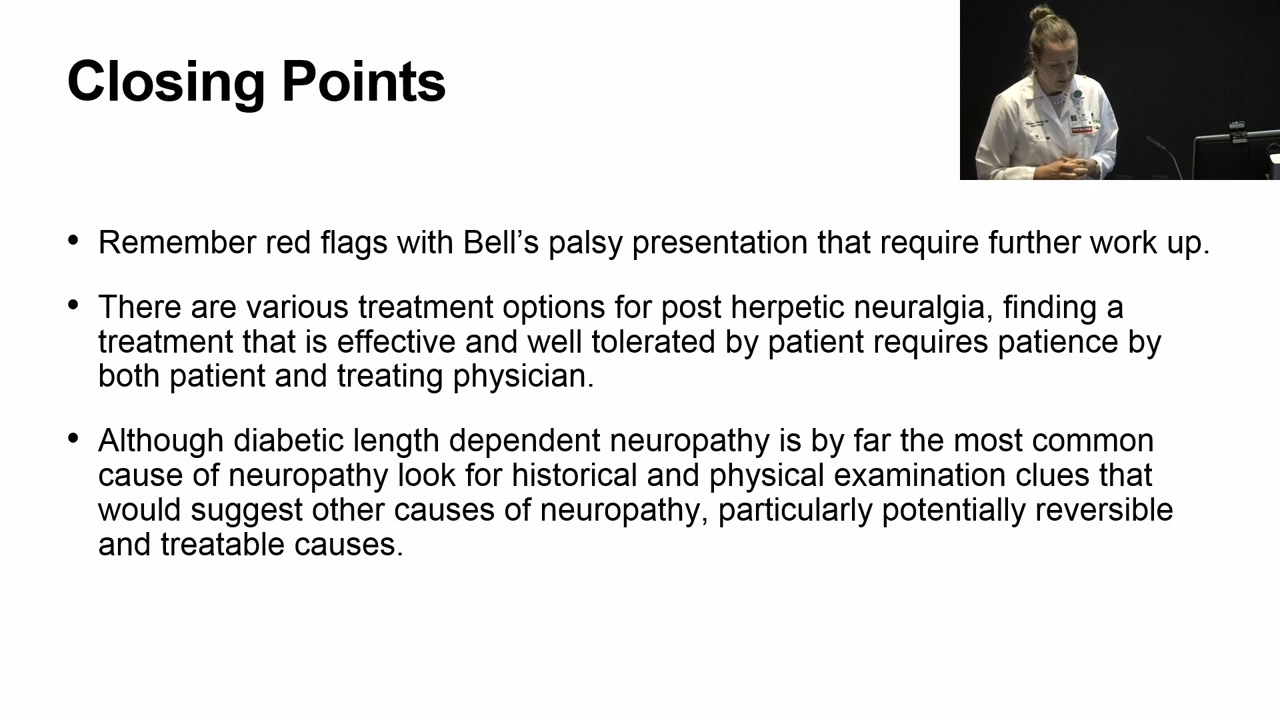 Closing Points
• Remember red flags with Bell’s palsy presentation that require further work up.
• There are various treatment options for post herpetic neuralgia, finding a
treatment that is effective and well tolerated by patient requires patience by
both patient and treating physician.
• Although diabetic length dependent neuropathy is by far the most common
cause of neuropathy look for historical and physical examination clues that
would suggest other causes of neuropathy, particularly potentially reversible
and treatable causes.